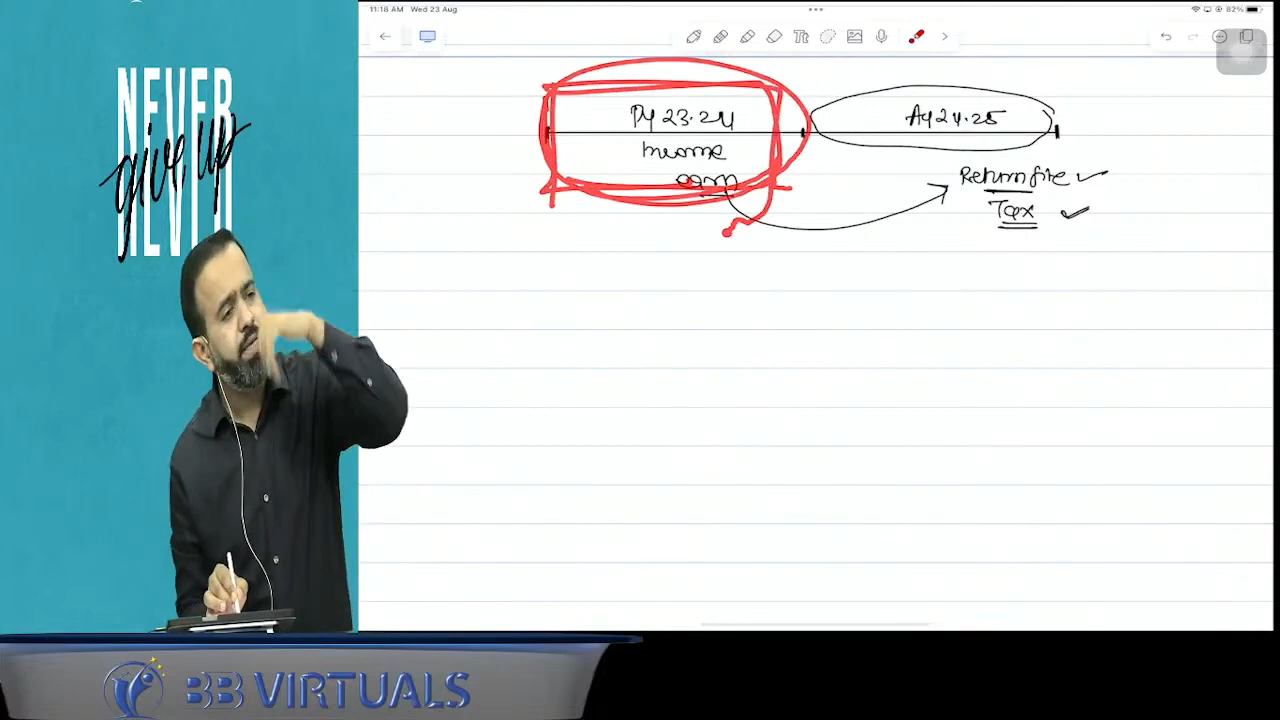 11:18 AM Wed 23 Aug
82%
NEVER
give up
NEVER
PY 23.24
AY 24.25
Income
earn
Return file
Tax
BB VIRTUALS